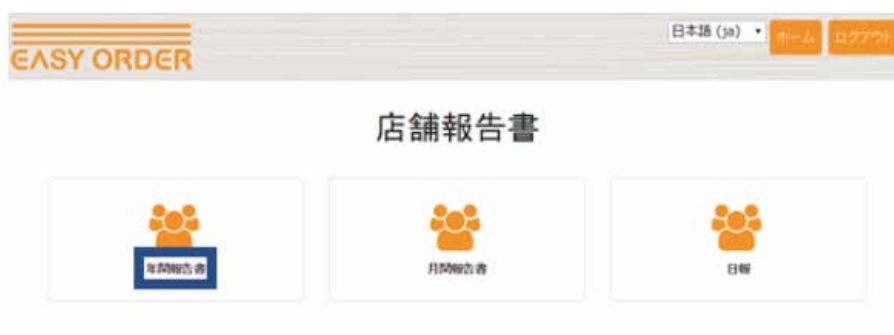 EASY ORDER
日本語 (ja)
ホーム
ログアウト
店舗報告書
年間報告書
月間報告書
日報